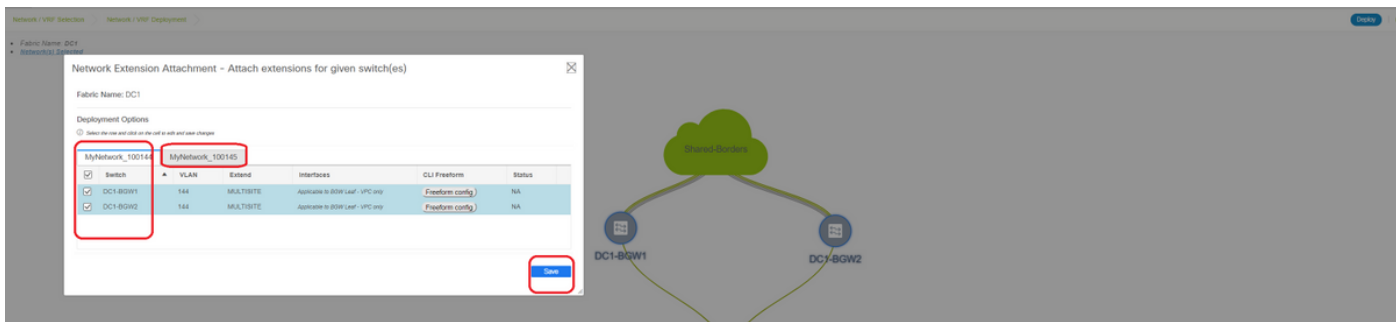 Network / VRF Selection
Network / VRF Deployment
Deploy
Fabric Name: DC1
Network(s) Selected
Network Extension Attachment - Attach extensions for given switch(es)
Fabric Name: DC1
Deployment Options
Select the row and click on the cell to edit and save changes
MyNetwork_100144 MyNetwork_100145
Switch VLAN Extend Interfaces CLI Freeform Status
DC1-BGW1 144 MULTISITE Applicable to BGW Leaf - VPC only Freeform config NA
DC1-BGW2 144 MULTISITE Applicable to BGW Leaf - VPC only Freeform config NA
Save
Shared-Borders
DC1-BGW1
DC1-BGW2